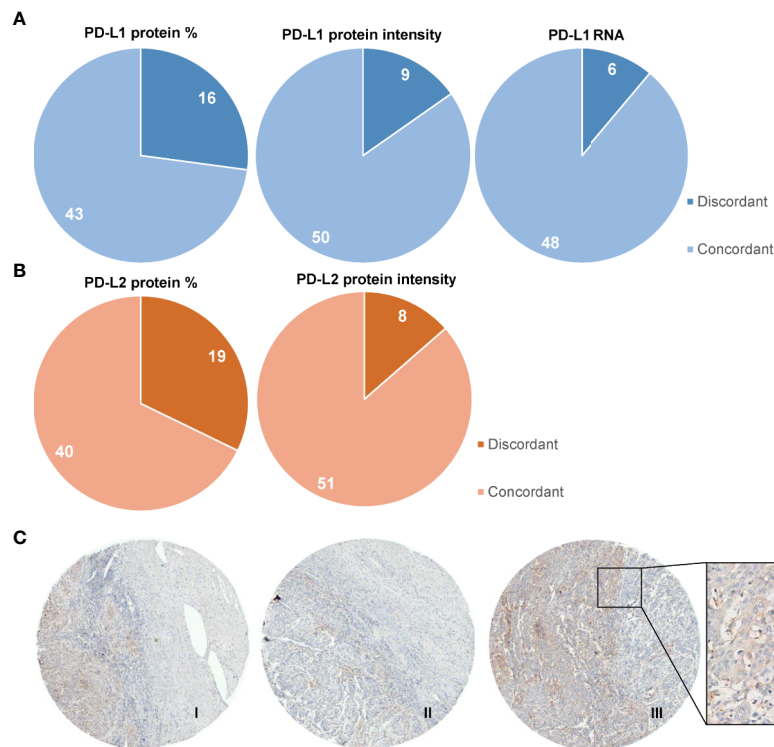 A
PD-L1 protein %
PD-L1 protein intensity
PD-L1 RNA
16
9
6
43
50
48
Discordant
Concordant
B
PD-L2 protein %
PD-L2 protein intensity
19
8
40
51
Discordant
Concordant
C
I
II
III